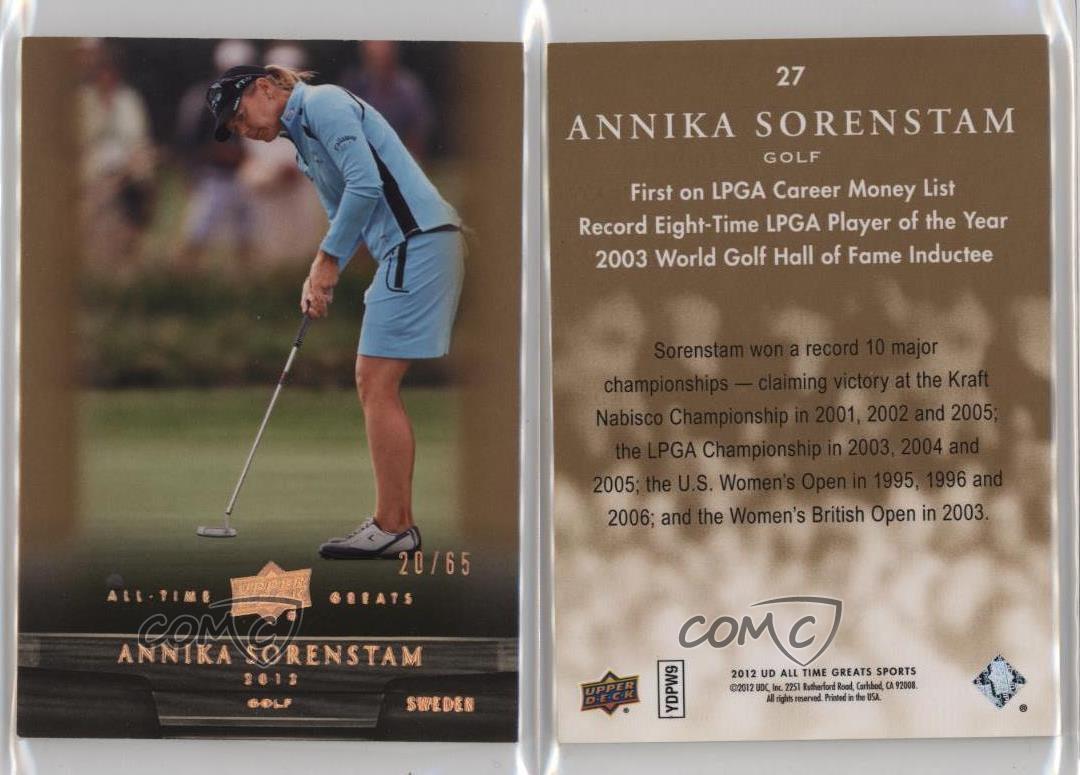 20/65
UPPER DECK
ALL-TIME GREATS
COMC
ANNIKA SORENSTAM
2012
GOLF
SWEDEN
27
ANNIKA SORENSTAM
GOLF
First on LPGA Career Money List
Record Eight-Time LPGA Player of the Year
2003 World Golf Hall of Fame Inductee
Sorenstam won a record 10 major
championships — claiming victory at the Kraft
Nabisco Championship in 2001, 2002 and 2005;
the LPGA Championship in 2003, 2004 and
2005; the U.S. Women's Open in 1995, 1996 and
2006; and the Women's British Open in 2003.
COMC
UPPER
DECK
®
YDPW9
2012 UD ALL TIME GREATS SPORTS
©2012 UDC, Inc. 2251 Rutherford Road, Carlsbad, CA 92008.
All rights reserved. Printed in the USA.
®